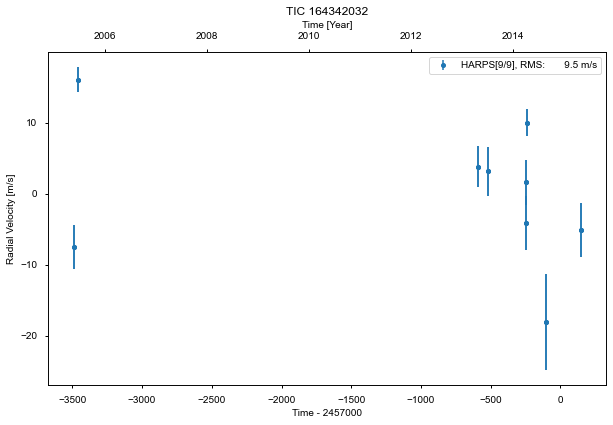 TIC 164342032
Time [Year]
2006 2008 2010 2012 2014
HARPS[9/9], RMS: 9.5 m/s
Radial Velocity [m/s]
10
0
−10
−20
−3500 −3000 −2500 −2000 −1500 −1000 −500 0
Time - 2457000